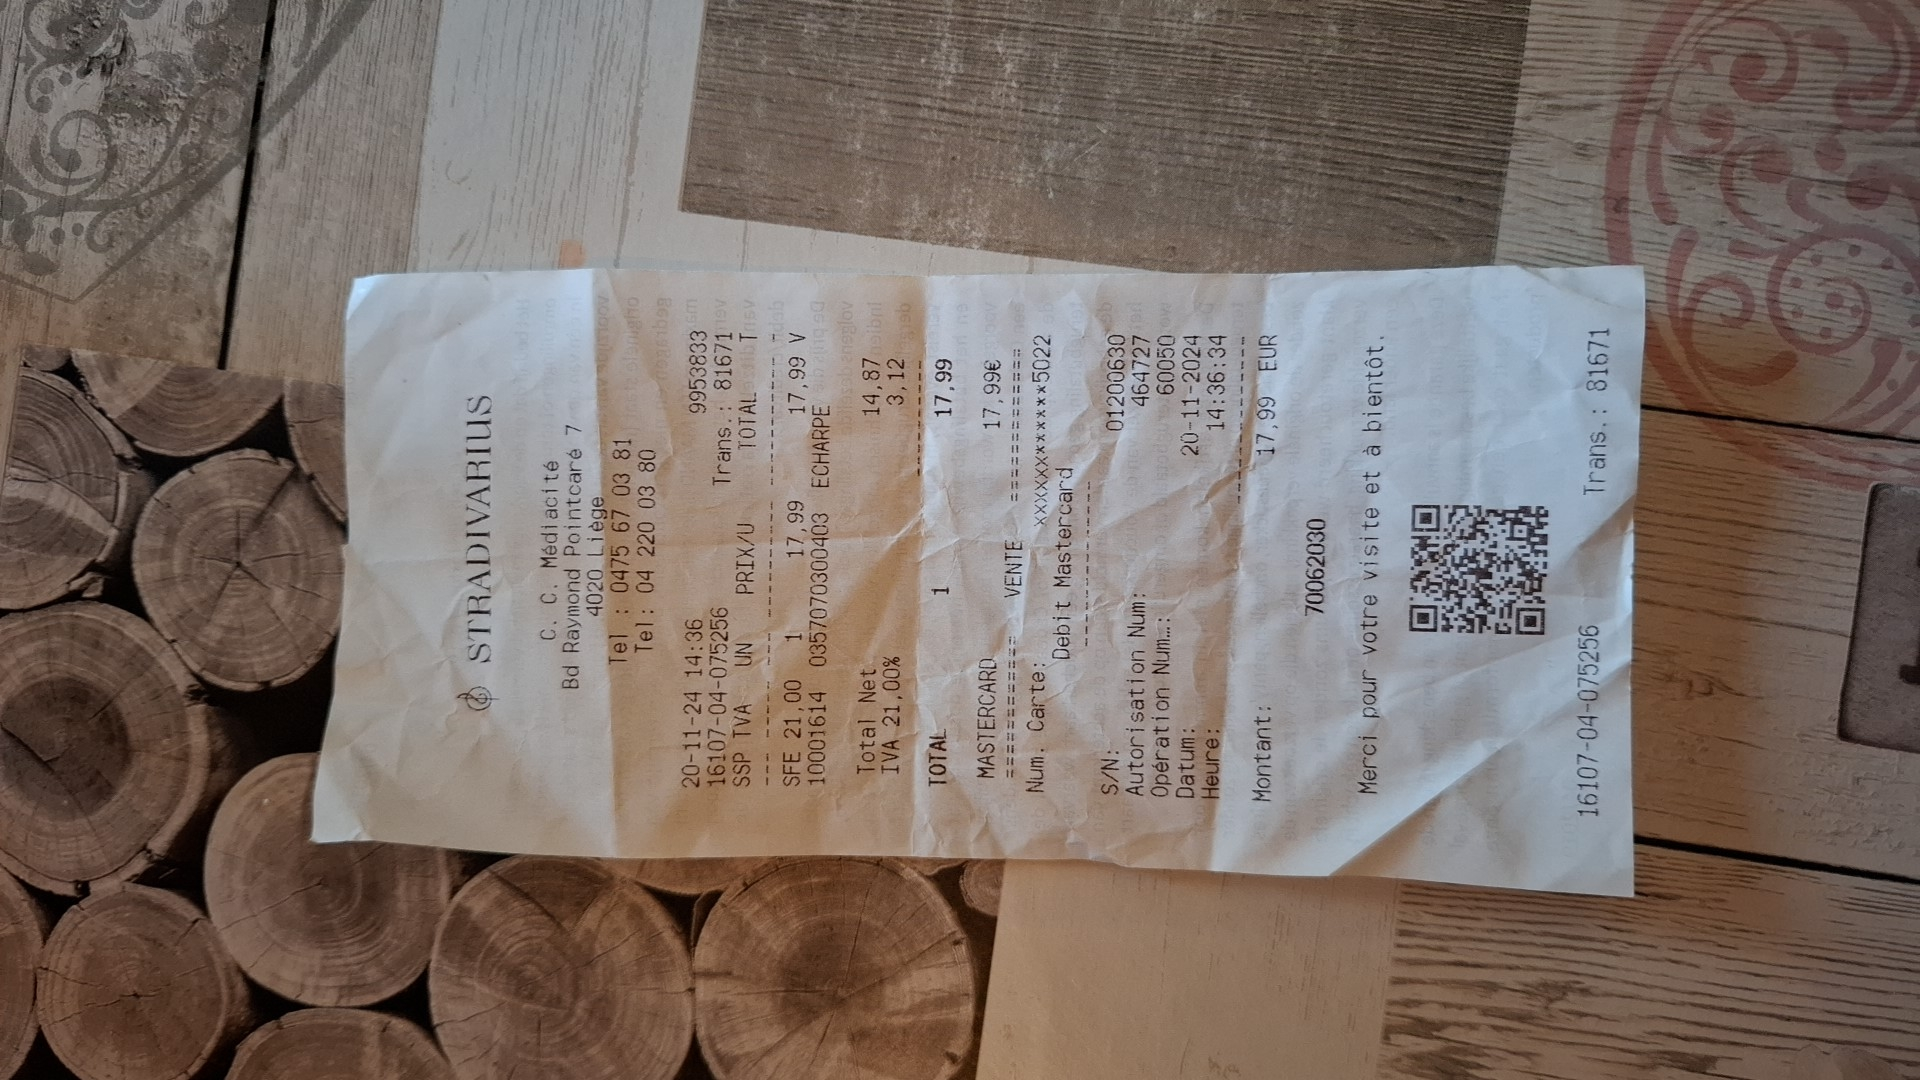 STRADIVARIUS
C. C. Médiacité
Bd Raymond Pointcaré 7
4020 Liège
Tel : 0475 67 03 81
Tel : 04 220 03 80
20-11-24 14:36 9953833
16107-04-075256 Trans.: 81671
SSP TVA UN PRIX/U TOTAL T
SFE 21,00 1 17,99 17,99 V
10001614 0357070300403 ECHARPE
Total Net 14,87
IVA 21,00% 3,12
TOTAL 1 17,99
MASTERCARD 17,99€
============ VENTE ============
Num. Carte: XXXXXXX*********5022
Debit Mastercard
S/N: 01200630
Autorisation Num: 464727
Opération Num…: 60050
Datum: 20-11-2024
Heure: 14:36:34
Montant: 17,99 EUR
70062030
Merci pour votre visite et à bientôt.
16107-04-075256 Trans.: 81671